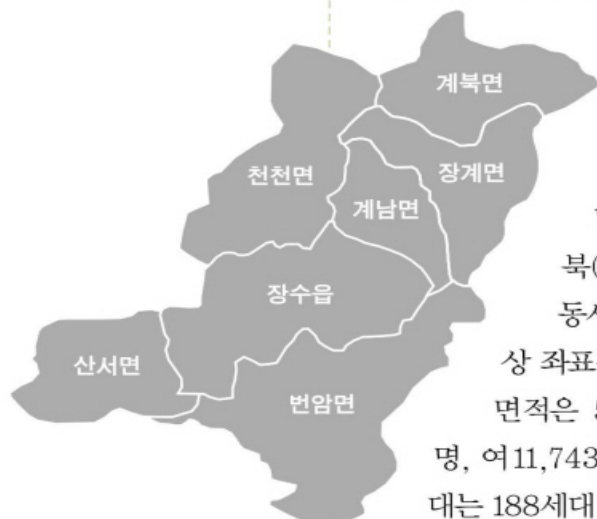 계북면
천천면
장계면
계남면
북(
장수읍
동서
산서면
상 좌표
번암면
면적은
명, 여11,743
대는 188세대